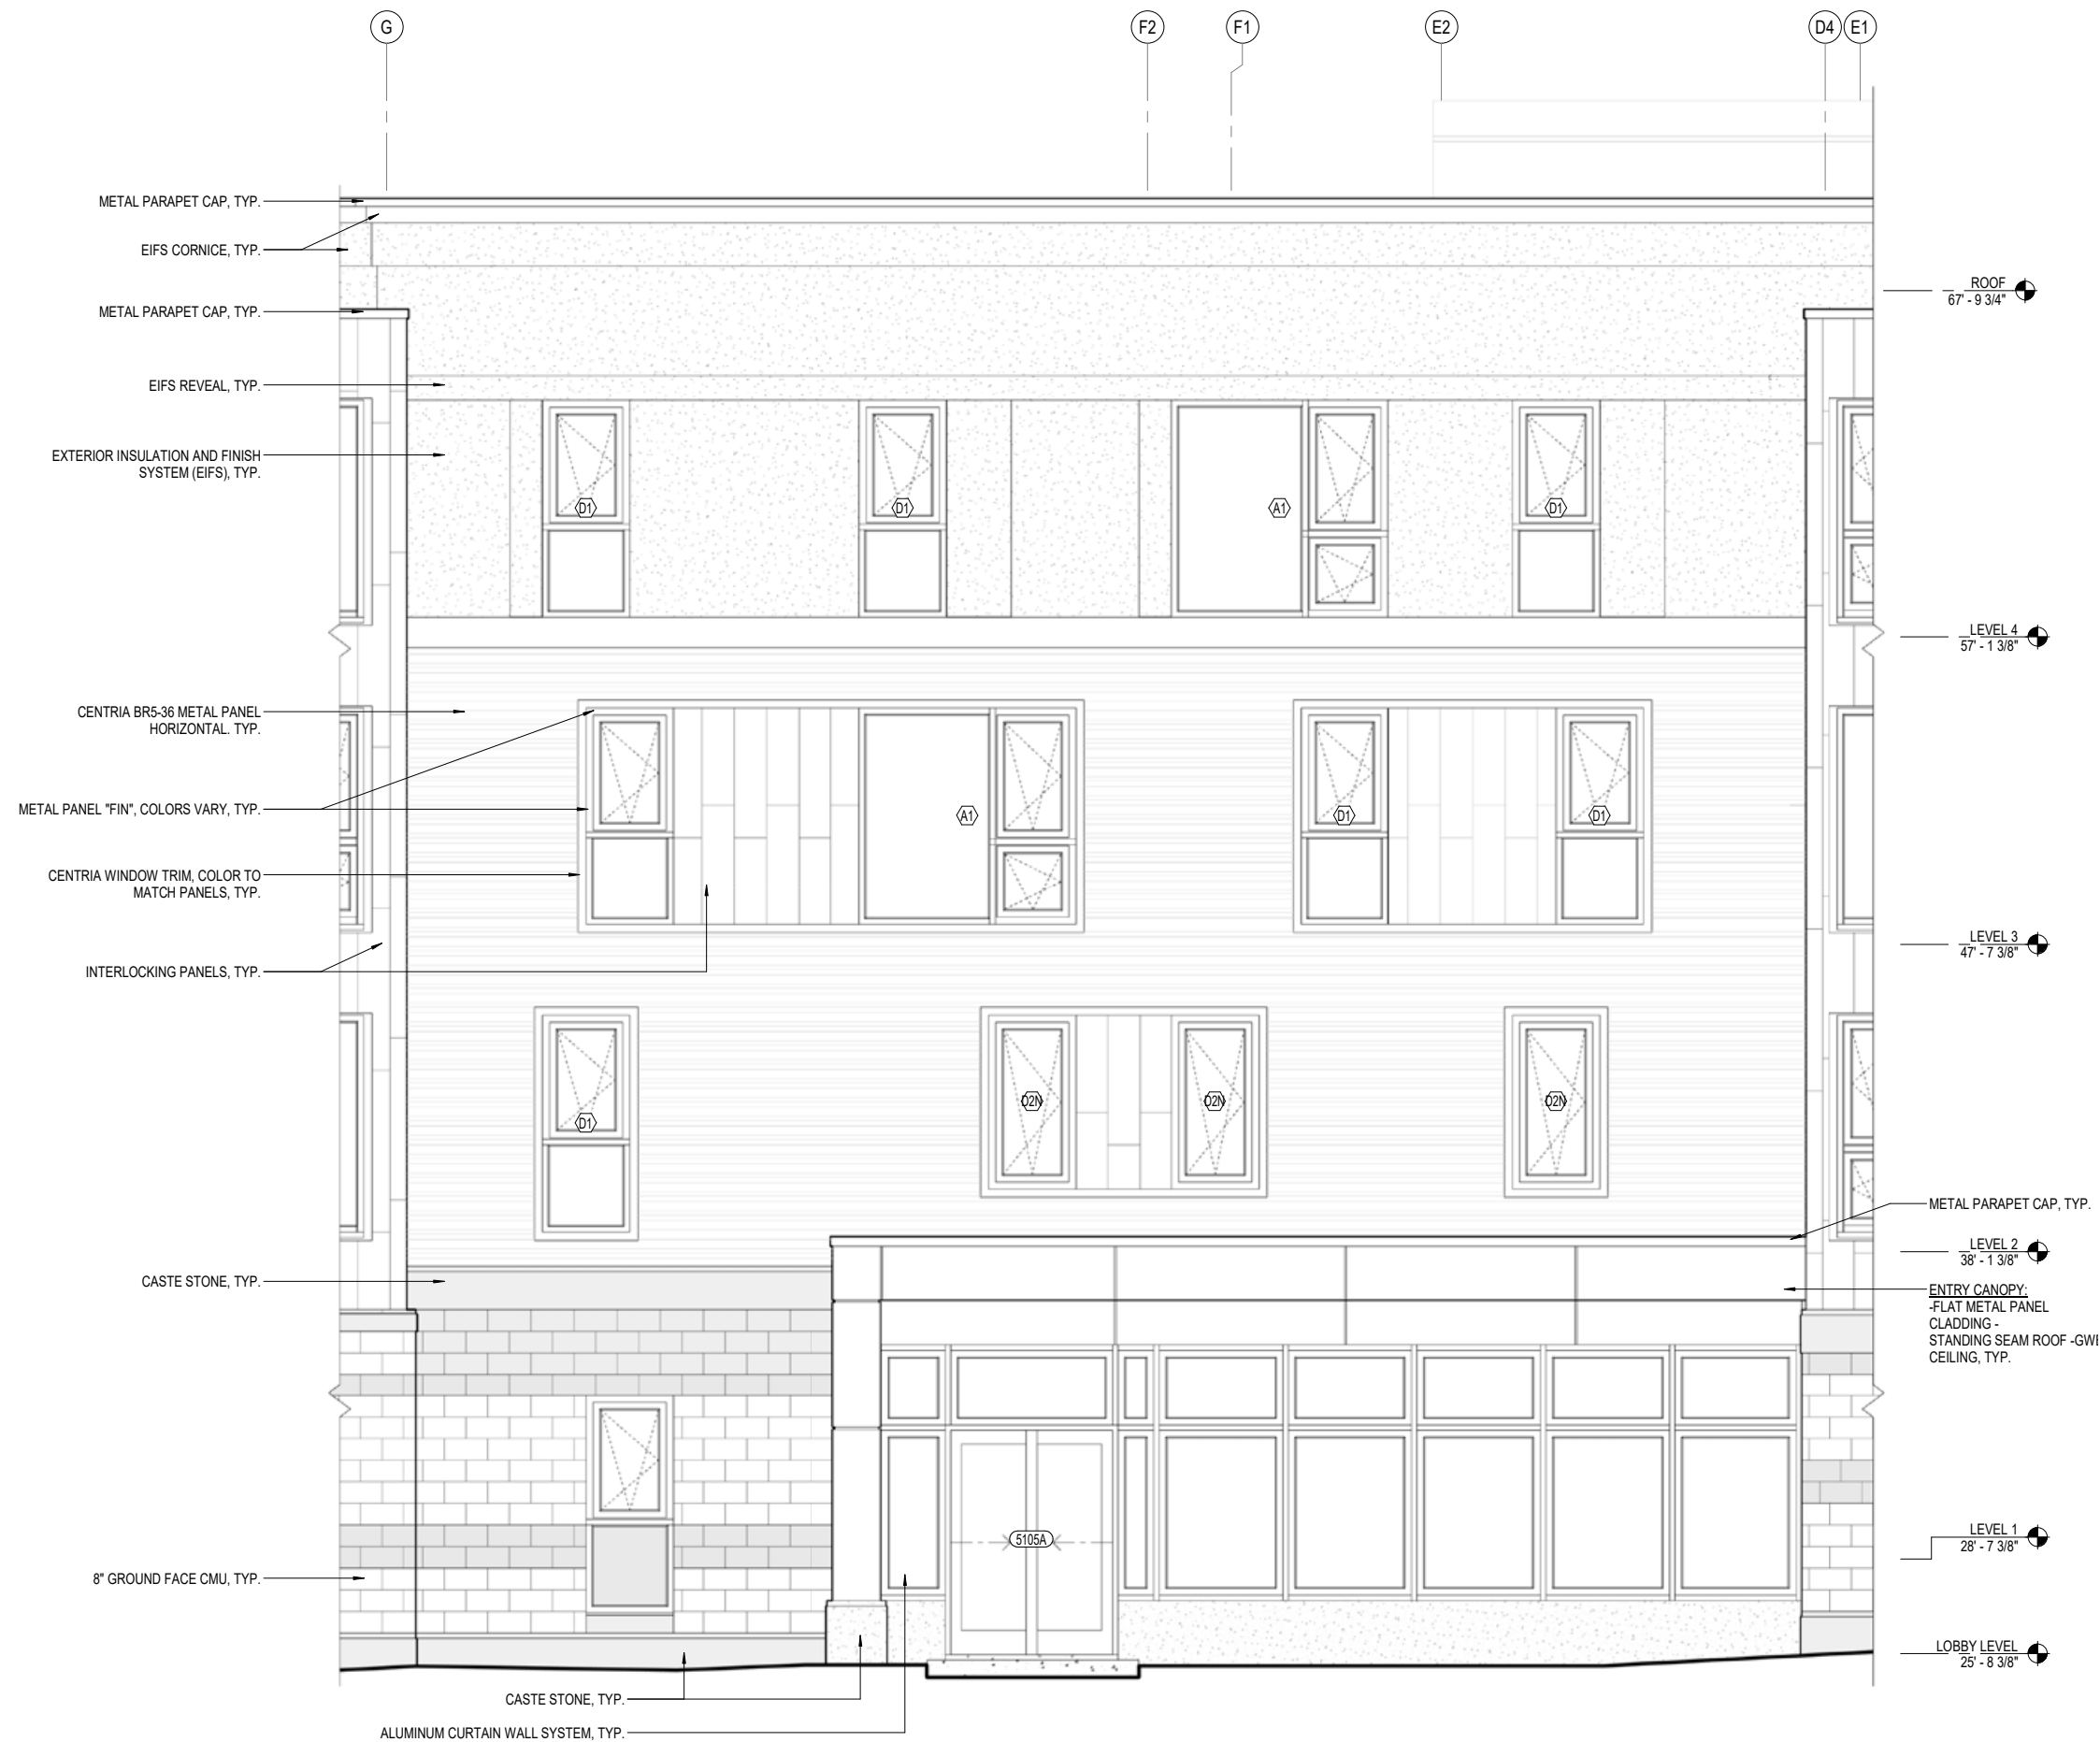 G
F2
F1
E2
D4
E1
METAL PARAPET CAP, TYP.
EIFS CORNICE, TYP.
METAL PARAPET CAP, TYP.
EIFS REVEAL, TYP.
EXTERIOR INSULATION AND FINISH
SYSTEM (EIFS), TYP.
ROOF
67' - 9 3/4"
D1
D1
A1
D1
LEVEL 4
57' - 1 3/8"
CENTRIA BR5-36 METAL PANEL
HORIZONTAL. TYP.
METAL PANEL "FIN", COLORS VARY, TYP.
A1
D1
D1
CENTRIA WINDOW TRIM, COLOR TO
MATCH PANELS, TYP.
INTERLOCKING PANELS, TYP.
LEVEL 3
47' - 7 3/8"
D1
D2N
D2N
D2N
METAL PARAPET CAP, TYP.
LEVEL 2
38' - 1 3/8"
CASTE STONE, TYP.
ENTRY CANOPY:
-FLAT METAL PANEL
CLADDING -
STANDING SEAM ROOF -GWB
CEILING, TYP.
5105A
LEVEL 1
28' - 7 3/8"
8" GROUND FACE CMU, TYP.
LOBBY LEVEL
25' - 8 3/8"
CASTE STONE, TYP.
ALUMINUM CURTAIN WALL SYSTEM, TYP.